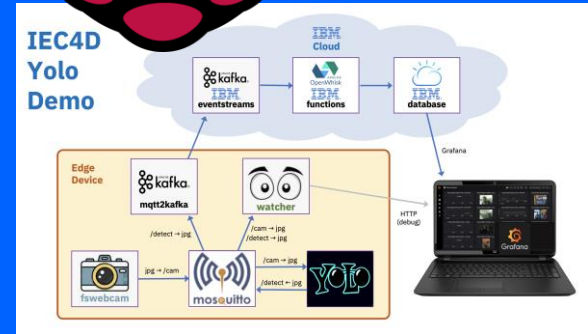 IEC4D
Yolo
Demo
IBM
Cloud
kafka
IBM
eventstreams
OpenWhisk
IBM
functions
IBM
database
Grafana
Edge
Device
kafka
mqtt2kafka
watcher
HTTP
(debug)
/detect → jpg
/cam → jpg
/detect → jpg
fswebcam
jpg → /cam
mosquitto
/cam → jpg
/detect ← jpg
YOLO
Grafana